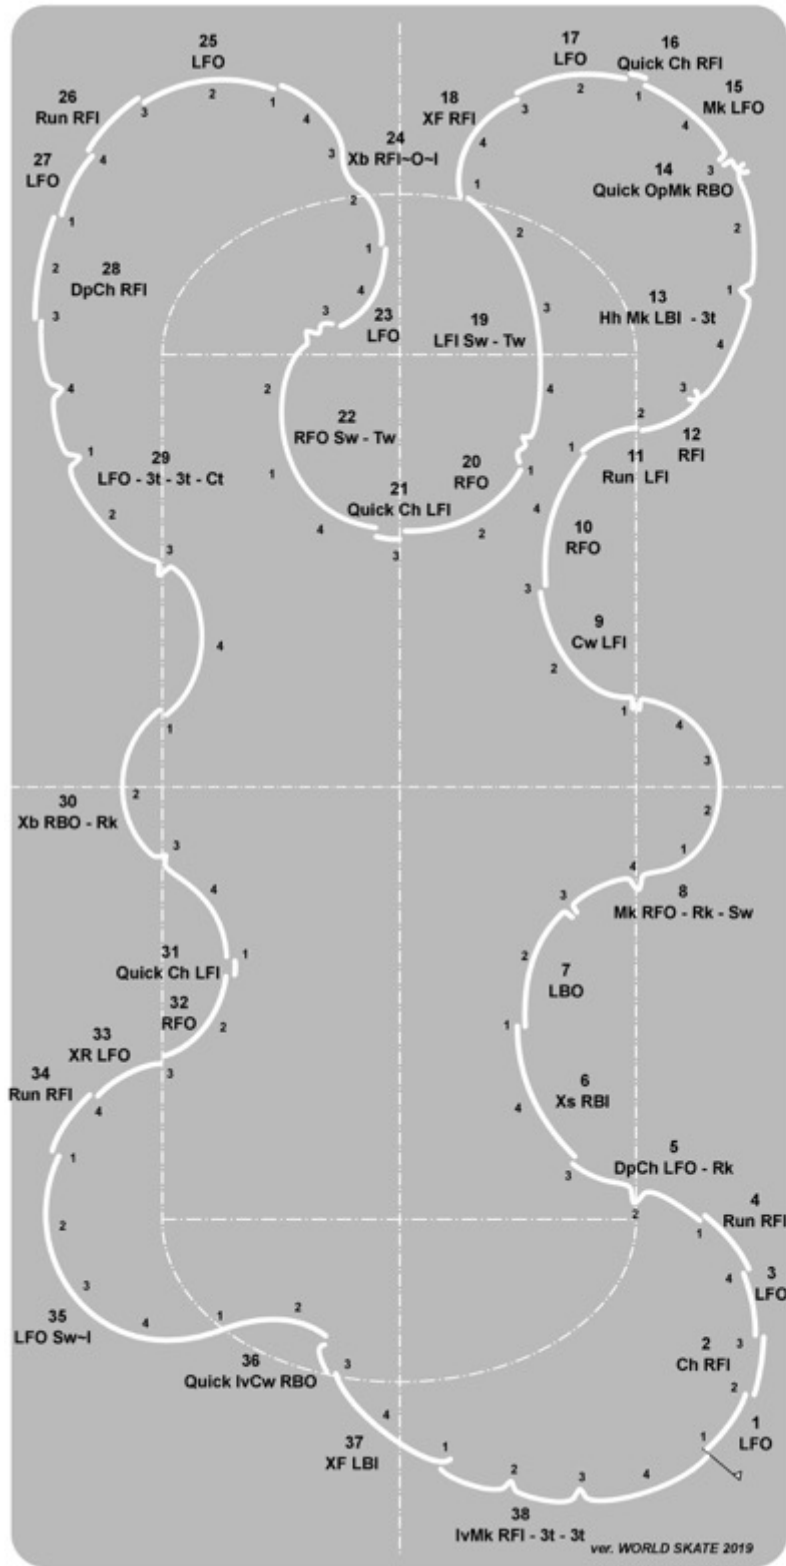 25
LFO
17
LFO
16
Quick Ch RFI
26
Run RFI
18
XF RFI
15
Mk LFO
24
Xb RFI~O~I
27
LFO
14
Quick OpMk RBO
28
DpCh RFI
13
Hh Mk LBI - 3t
23
LFO
19
LFI Sw - Tw
22
RFO Sw - Tw
12
RFI
29
LFO - 3t - 3t - Ct
20
RFO
11
Run LFI
21
Quick Ch LFI
10
RFO
9
Cw LFI
30
Xb RBO - Rk
8
Mk RFO - Rk - Sw
31
Quick Ch LFI
7
LBO
32
RFO
33
XR LFO
34
Run RFI
6
Xs RBI
5
DpCh LFO - Rk
4
Run RFI
3
LFO
35
LFO Sw~I
2
Ch RFI
36
Quick IvCw RBO
1
LFO
37
XF LBI
38
IvMk RFI - 3t - 3t
ver. WORLD SKATE 2019